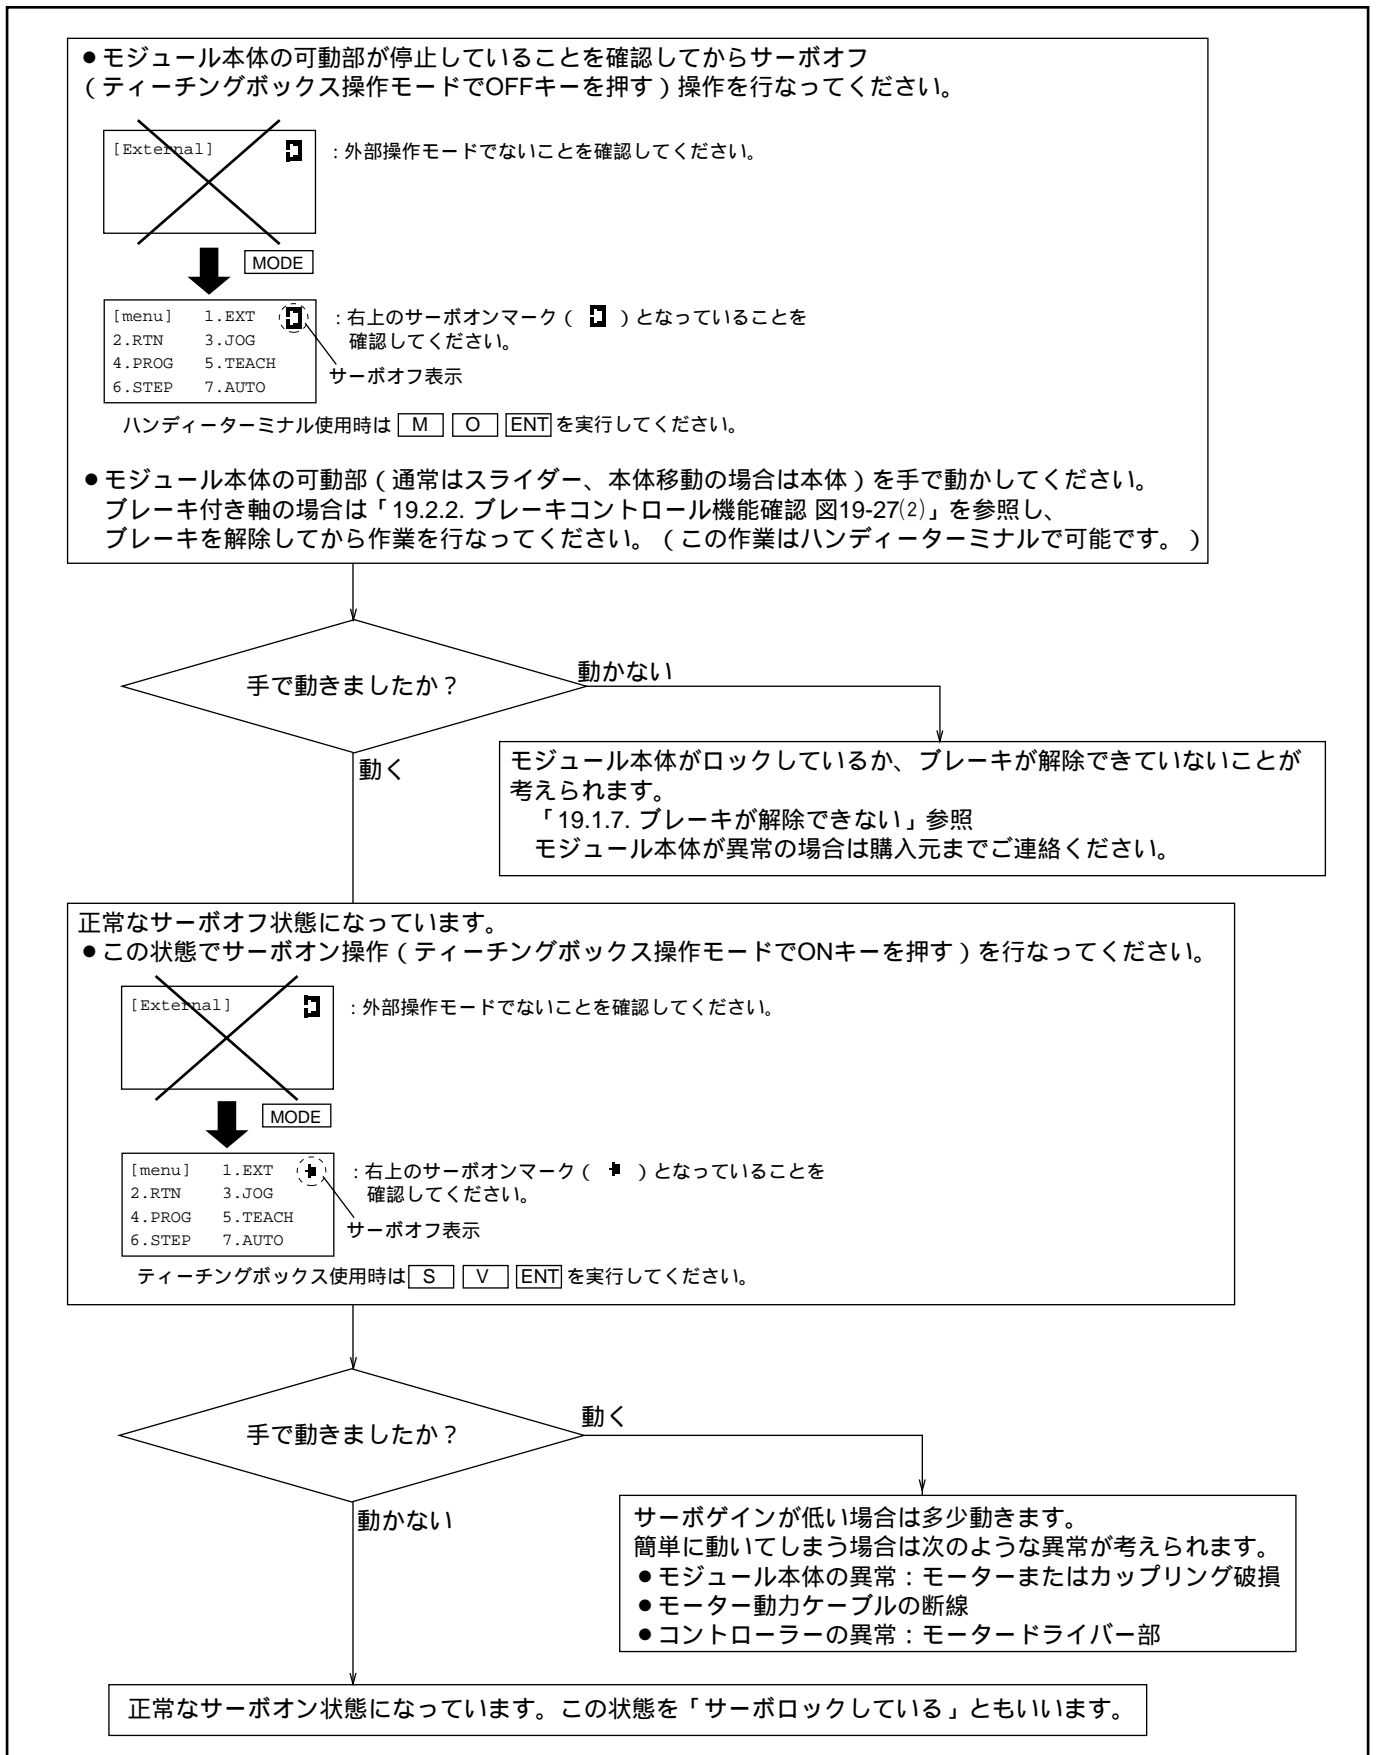 ●モジュール本体の可動部が停止していることを確認してからサーボオフ
（ティーチングボックス操作モードでOFFキーを押す）操作を行なってください。
[External]
：外部操作モードでないことを確認してください。
MODE
[menu] 1.EXT
2.RTN 3.JOG
4.PROG 5.TEACH
6.STEP 7.AUTO
：右上のサーボオンマーク（ ）となっていることを
確認してください。
サーボオフ表示
ハンディーターミナル使用時は M O ENT を実行してください。
●モジュール本体の可動部（通常はスライダー、本体移動の場合は本体）を手で動かしてください。
ブレーキ付き軸の場合は「19.2.2. ブレーキコントロール機能確認 図19-27⑵」を参照し、
ブレーキを解除してから作業を行なってください。（この作業はハンディーターミナルで可能です。）
手で動きましたか？
動かない
動く
モジュール本体がロックしているか、ブレーキが解除できていないことが
考えられます。
「19.1.7. ブレーキが解除できない」参照
モジュール本体が異常の場合は購入元までご連絡ください。
正常なサーボオフ状態になっています。
●この状態でサーボオン操作（ティーチングボックス操作モードでONキーを押す）を行なってください。
[External]
：外部操作モードでないことを確認してください。
MODE
[menu] 1.EXT
2.RTN 3.JOG
4.PROG 5.TEACH
6.STEP 7.AUTO
：右上のサーボオンマーク（ ）となっていることを
確認してください。
サーボオフ表示
ティーチングボックス使用時は S V ENT を実行してください。
手で動きましたか？
動く
動かない
サーボゲインが低い場合は多少動きます。
簡単に動いてしまう場合は次のような異常が考えられます。
●モジュール本体の異常：モーターまたはカップリング破損
●モーター動力ケーブルの断線
●コントローラーの異常：モータードライバー部
正常なサーボオン状態になっています。この状態を「サーボロックしている」ともいいます。